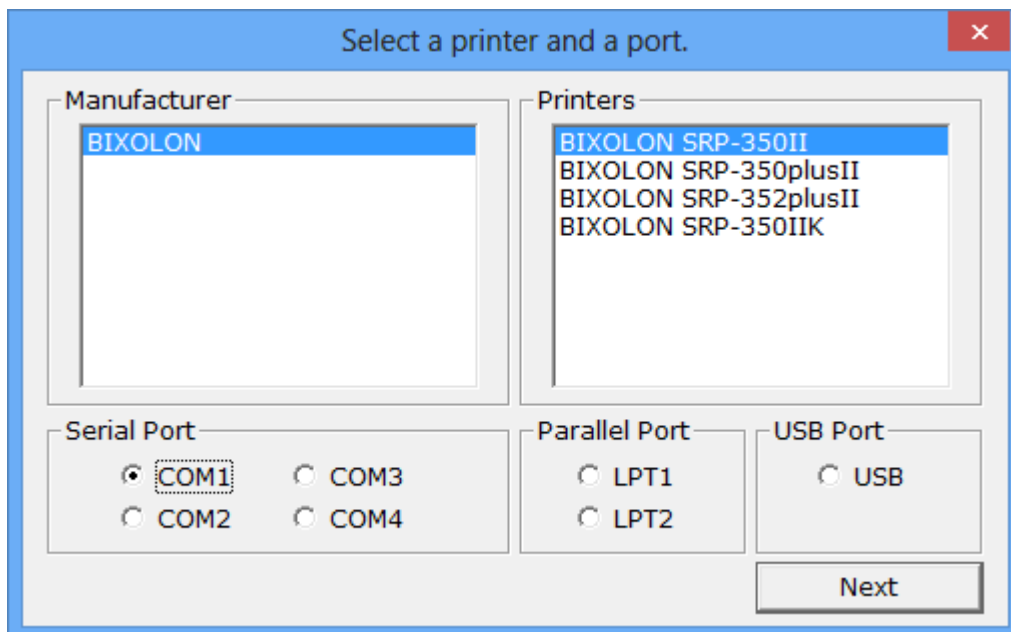 Select a printer and a port.
Manufacturer
BIXOLON
Printers
BIXOLON SRP-350II
BIXOLON SRP-350plusII
BIXOLON SRP-352plusII
BIXOLON SRP-350IIK
Serial Port
COM1 COM3
COM2 COM4
Parallel Port
LPT1
LPT2
USB Port
USB
Next